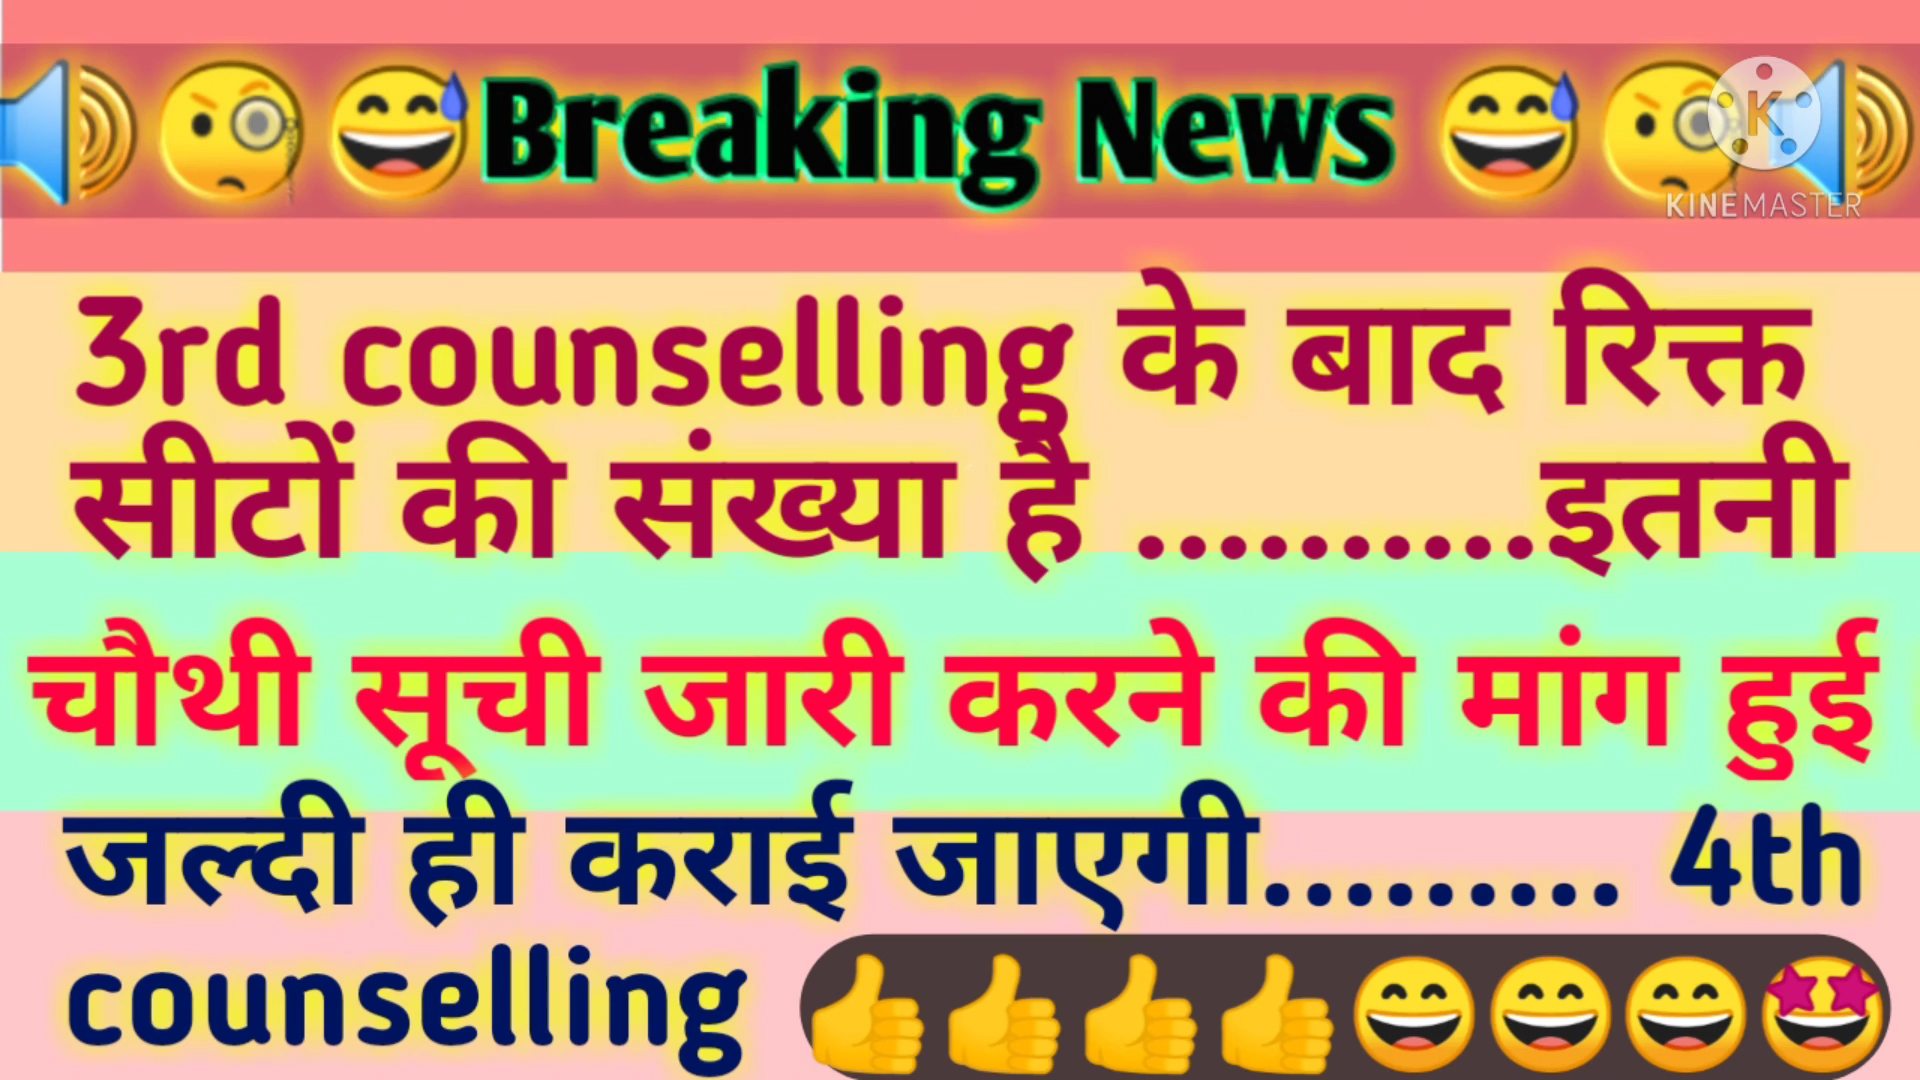 Breaking News
KINEMASTER
3rd counselling के बाद रिक्त
सीटों की संख्या है ..........इतनी
चौथी सूची जारी करने की मांग हुई
जल्दी ही कराई जाएगी......... 4th
counselling